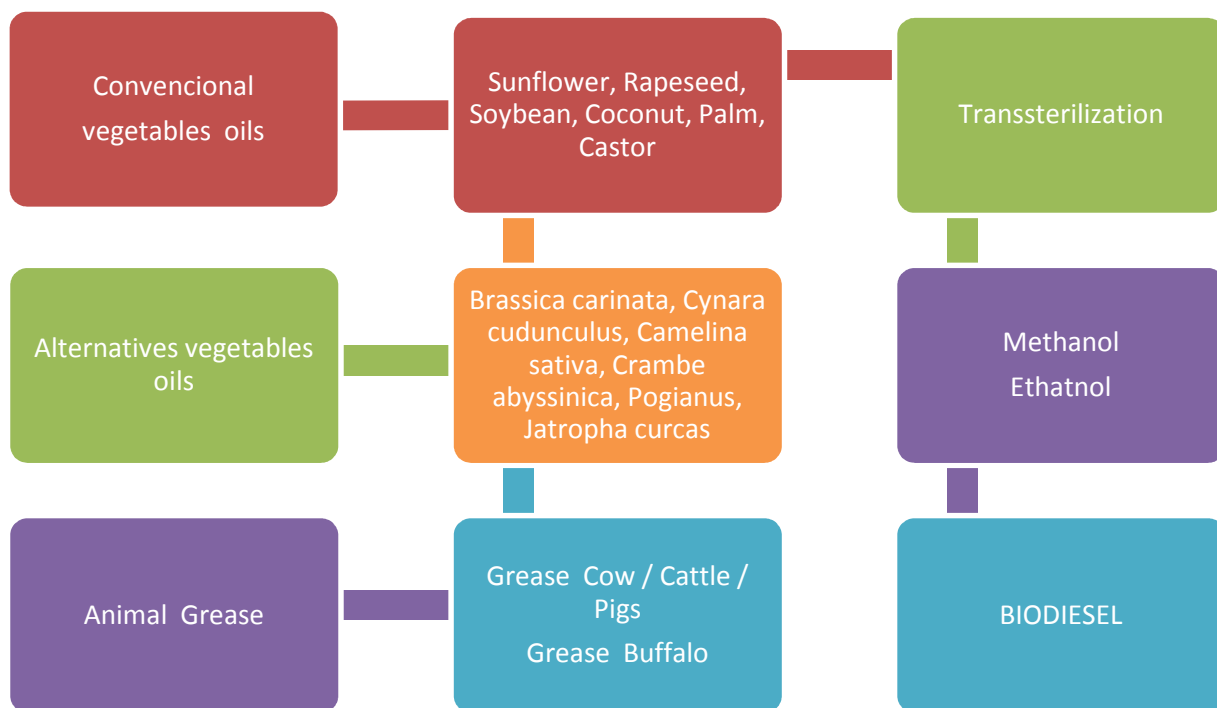 Convencional
vegetables oils
Sunflower, Rapeseed,
Soybean, Coconut, Palm,
Castor
Transsterilization
Alternatives vegetables
oils
Brassica carinata, Cynara
cudunculus, Camelina
sativa, Crambe
abyssinica, Pogianus,
Jatropha curcas
Methanol
Ethatnol
Animal Grease
Grease Cow / Cattle /
Pigs
Grease Buffalo
BIODIESEL